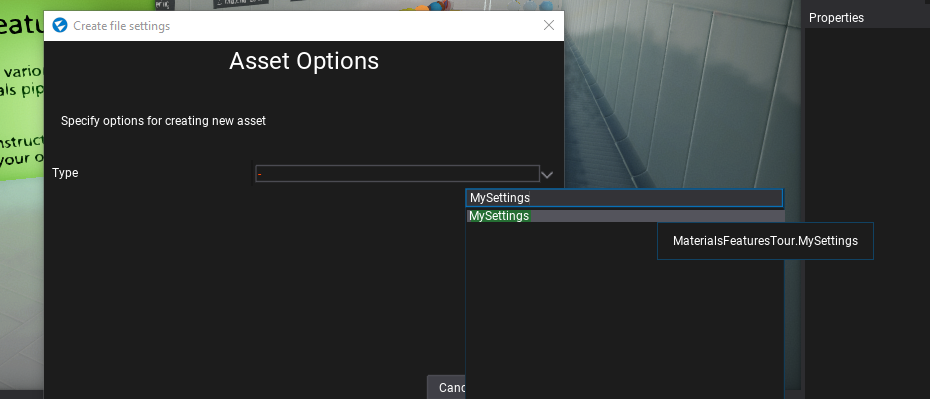 Create file settings
Properties
Asset Options
Specify options for creating new asset
Type
-
MySettings
MySettings
MaterialsFeaturesTour.MySettings
Canc
eatu
vario
als pip
nstruct
your o